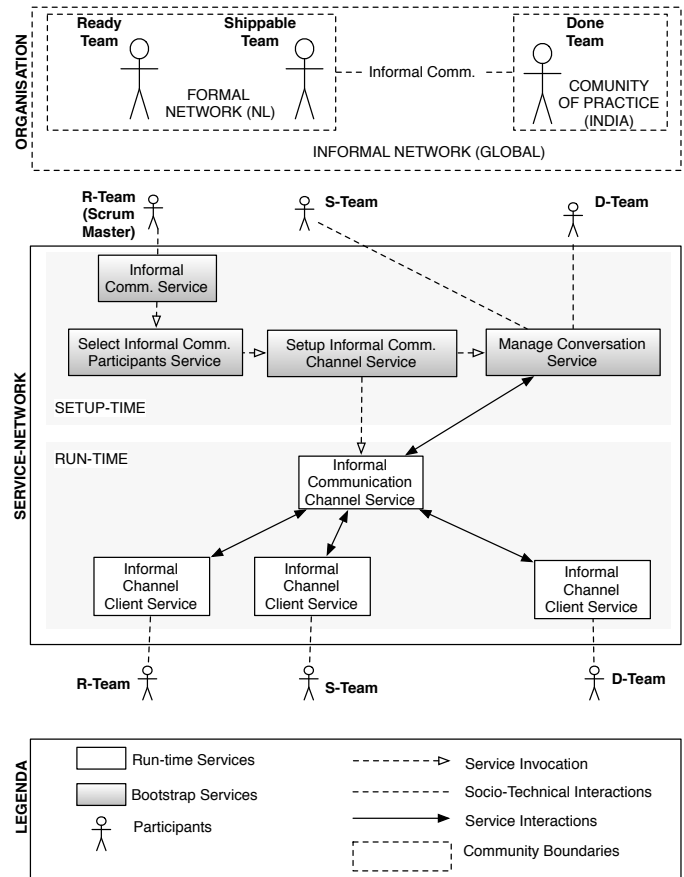 ORGANISATION
Ready
Team
Shippable
Team
Done
Team
Informal Comm.
FORMAL
NETWORK (NL)
COMUNITY
OF PRACTICE
(INDIA)
INFORMAL NETWORK (GLOBAL)
R-Team
(Scrum
Master)
S-Team
D-Team
SERVICE-NETWORK
Informal
Comm. Service
Select Informal Comm.
Participants Service
Setup Informal Comm.
Channel Service
Manage Conversation
Service
SETUP-TIME
RUN-TIME
Informal
Communication
Channel Service
Informal
Channel
Client Service
Informal
Channel
Client Service
Informal
Channel
Client Service
R-Team
S-Team
D-Team
LEGENDA
Run-time Services
Bootstrap Services
Participants
Service Invocation
Socio-Technical Interactions
Service Interactions
Community Boundaries